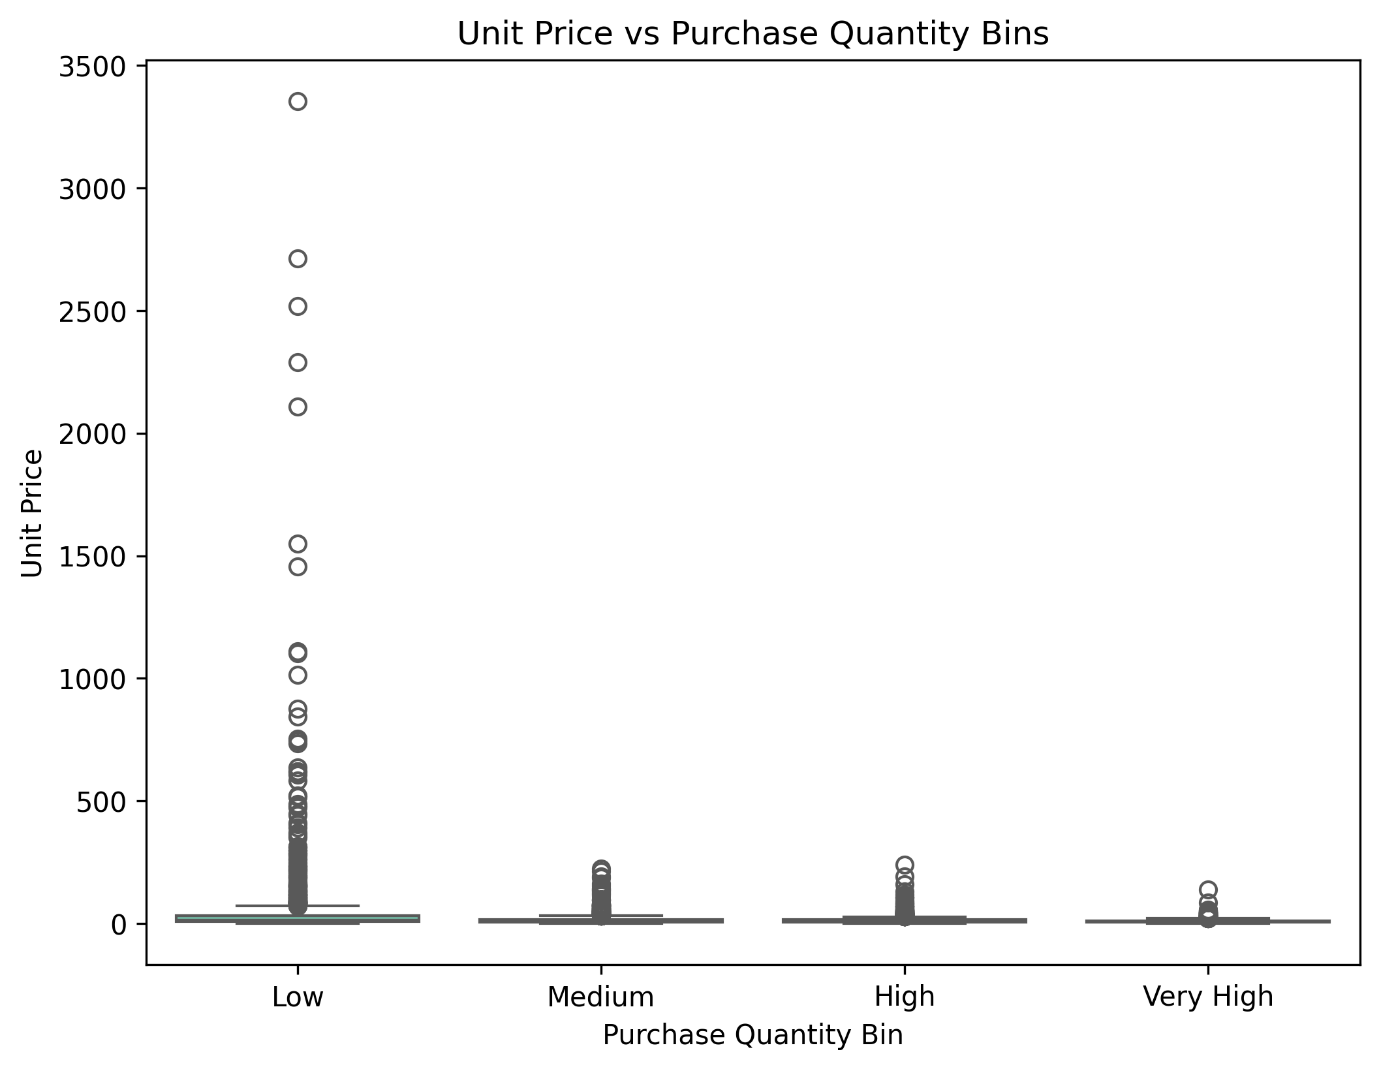 Unit Price vs Purchase Quantity Bins
3500
3000
2500
2000
1500
1000
500
0
Unit Price
Low Medium High Very High
Purchase Quantity Bin